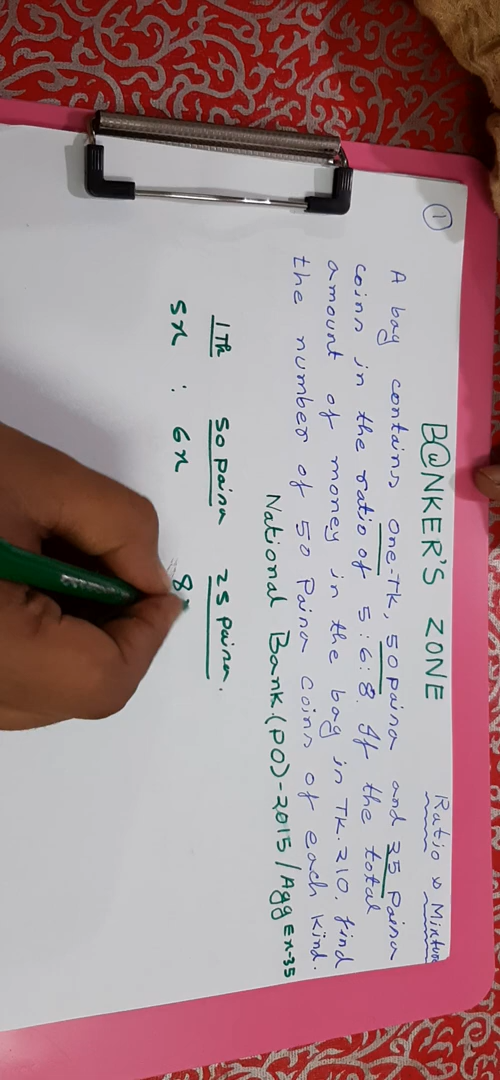 B@NKER'S ZONE
Ratio & Mixture
1
A bag contains one-TK, 50 paisa and 25 Paisa
coins in the ratio of 5:6:8. If the total
amount of money in the bag in TK. 210. find
the number of 50 Paisa coins of each kind.
National Bank (PO)-2015/Agg Ex-35
1TK 50 paisa 25 paisa.
5x : 6x 8